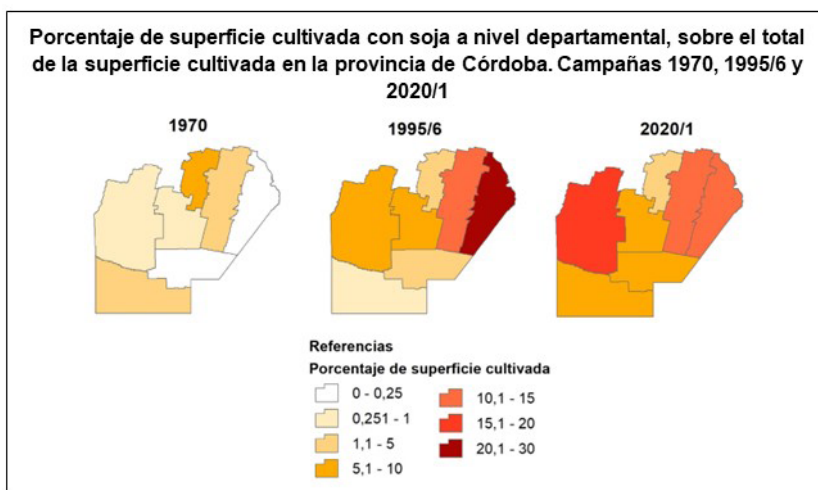 Porcentaje de superficie cultivada con soja a nivel departamental, sobre el total
de la superficie cultivada en la provincia de Córdoba. Campañas 1970, 1995/6 y
2020/1
1970
1995/6
2020/1
Referencias
Porcentaje de superficie cultivada
0 - 0,25
0,251 - 1
1,1 - 5
5,1 - 10
10,1 - 15
15,1 - 20
20,1 - 30